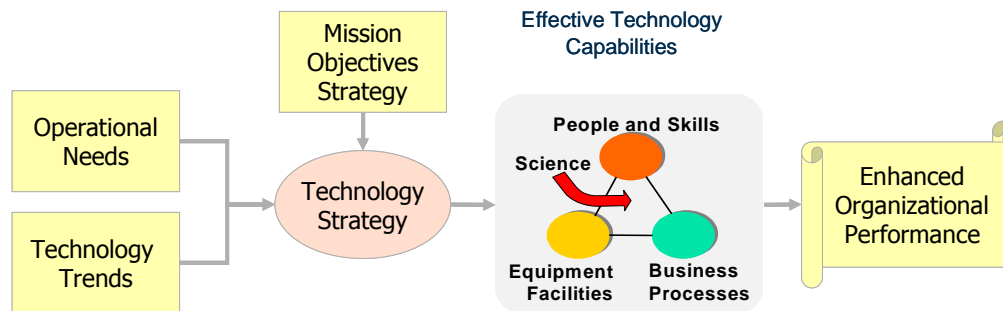 Effective Technology
Capabilities
Mission
Objectives
Strategy
Operational
Needs
Technology
Trends
Technology
Strategy
People and Skills
Science
Equipment
Facilities
Business
Processes
Enhanced
Organizational
Performance